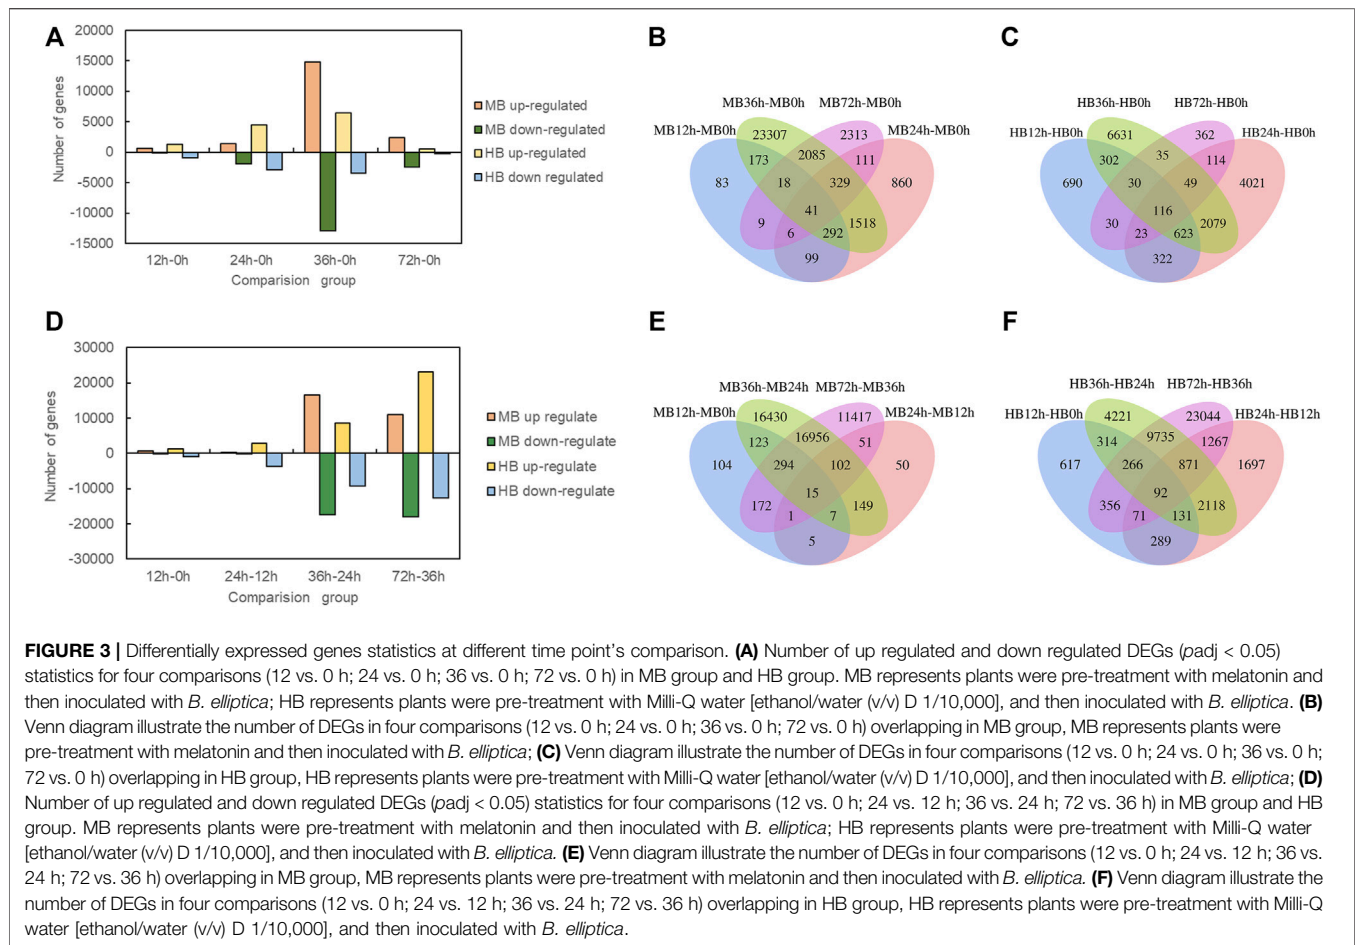 A
20000
15000
10000
5000
0
-5000
-10000
-15000
Number of genes
12h-0h 24h-0h 36h-0h 72h-0h
Comparision group
MB up-regulated
MB down-regulated
HB up-regulated
HB down regulated
B
MB36h-MB0h MB72h-MB0h
MB12h-MB0h MB24h-MB0h
23307 2313
173 2085 111
83 18 329 860
41
9 6 292 1518
99
C
HB36h-HB0h HB72h-HB0h
HB12h-HB0h HB24h-HB0h
6631 362
302 35 114
690 30 49 4021
116
30 23 623 2079
322
D
30000
20000
10000
0
-10000
-20000
-30000
Number of genes
12h-0h 24h-12h 36h-24h 72h-36h
Comparision group
MB up regulate
MB down-regulate
HB up-regulate
HB down-regulate
E
MB36h-MB24h MB72h-MB36h
MB12h-MB0h MB24h-MB12h
16430 11417
123 16956 51
104 294 102 50
15
172 1 7 149
5
F
HB36h-HB24h HB72h-HB36h
HB12h-HB0h HB24h-HB12h
4221 23044
314 9735 1267
617 266 871 1697
92
356 71 131 2118
289
FIGURE 3 | Differentially expressed genes statistics at different time point's comparison. (A) Number of up regulated and down regulated DEGs (padj < 0.05)
statistics for four comparisons (12 vs. 0 h; 24 vs. 0 h; 36 vs. 0 h; 72 vs. 0 h) in MB group and HB group. MB represents plants were pre-treatment with melatonin and
then inoculated with B. elliptica; HB represents plants were pre-treatment with Milli-Q water [ethanol/water (v/v) D 1/10,000], and then inoculated with B. elliptica. (B)
Venn diagram illustrate the number of DEGs in four comparisons (12 vs. 0 h; 24 vs. 0 h; 36 vs. 0 h; 72 vs. 0 h) overlapping in MB group, MB represents plants were
pre-treatment with melatonin and then inoculated with B. elliptica; (C) Venn diagram illustrate the number of DEGs in four comparisons (12 vs. 0 h; 24 vs. 0 h; 36 vs. 0 h;
72 vs. 0 h) overlapping in HB group, HB represents plants were pre-treatment with Milli-Q water [ethanol/water (v/v) D 1/10,000], and then inoculated with B. elliptica; (D)
Number of up regulated and down regulated DEGs (padj < 0.05) statistics for four comparisons (12 vs. 0 h; 24 vs. 12 h; 36 vs. 24 h; 72 vs. 36 h) in MB group and HB
group. MB represents plants were pre-treatment with melatonin and then inoculated with B. elliptica; HB represents plants were pre-treatment with Milli-Q water
[ethanol/water (v/v) D 1/10,000], and then inoculated with B. elliptica. (E) Venn diagram illustrate the number of DEGs in four comparisons (12 vs. 0 h; 24 vs. 12 h; 36 vs.
24 h; 72 vs. 36 h) overlapping in MB group, MB represents plants were pre-treatment with melatonin and then inoculated with B. elliptica. (F) Venn diagram illustrate the
number of DEGs in four comparisons (12 vs. 0 h; 24 vs. 12 h; 36 vs. 24 h; 72 vs. 36 h) overlapping in HB group, HB represents plants were pre-treatment with Milli-Q
water [ethanol/water (v/v) D 1/10,000], and then inoculated with B. elliptica.